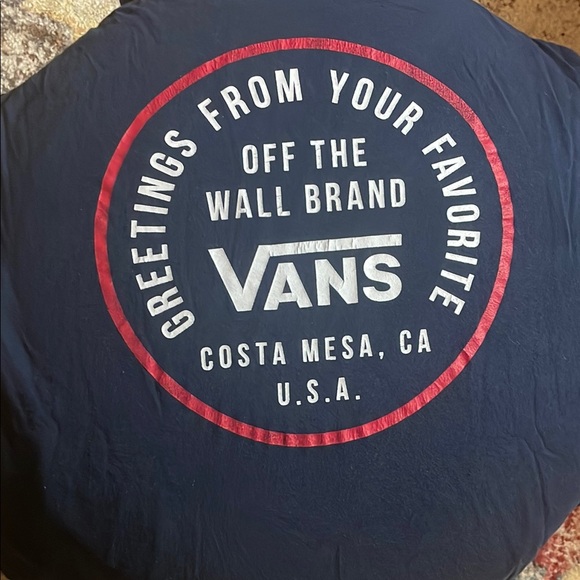 GREETINGS FROM YOUR FAVORITE
OFF THE
WALL BRAND
VANS
COSTA MESA, CA
U.S.A.